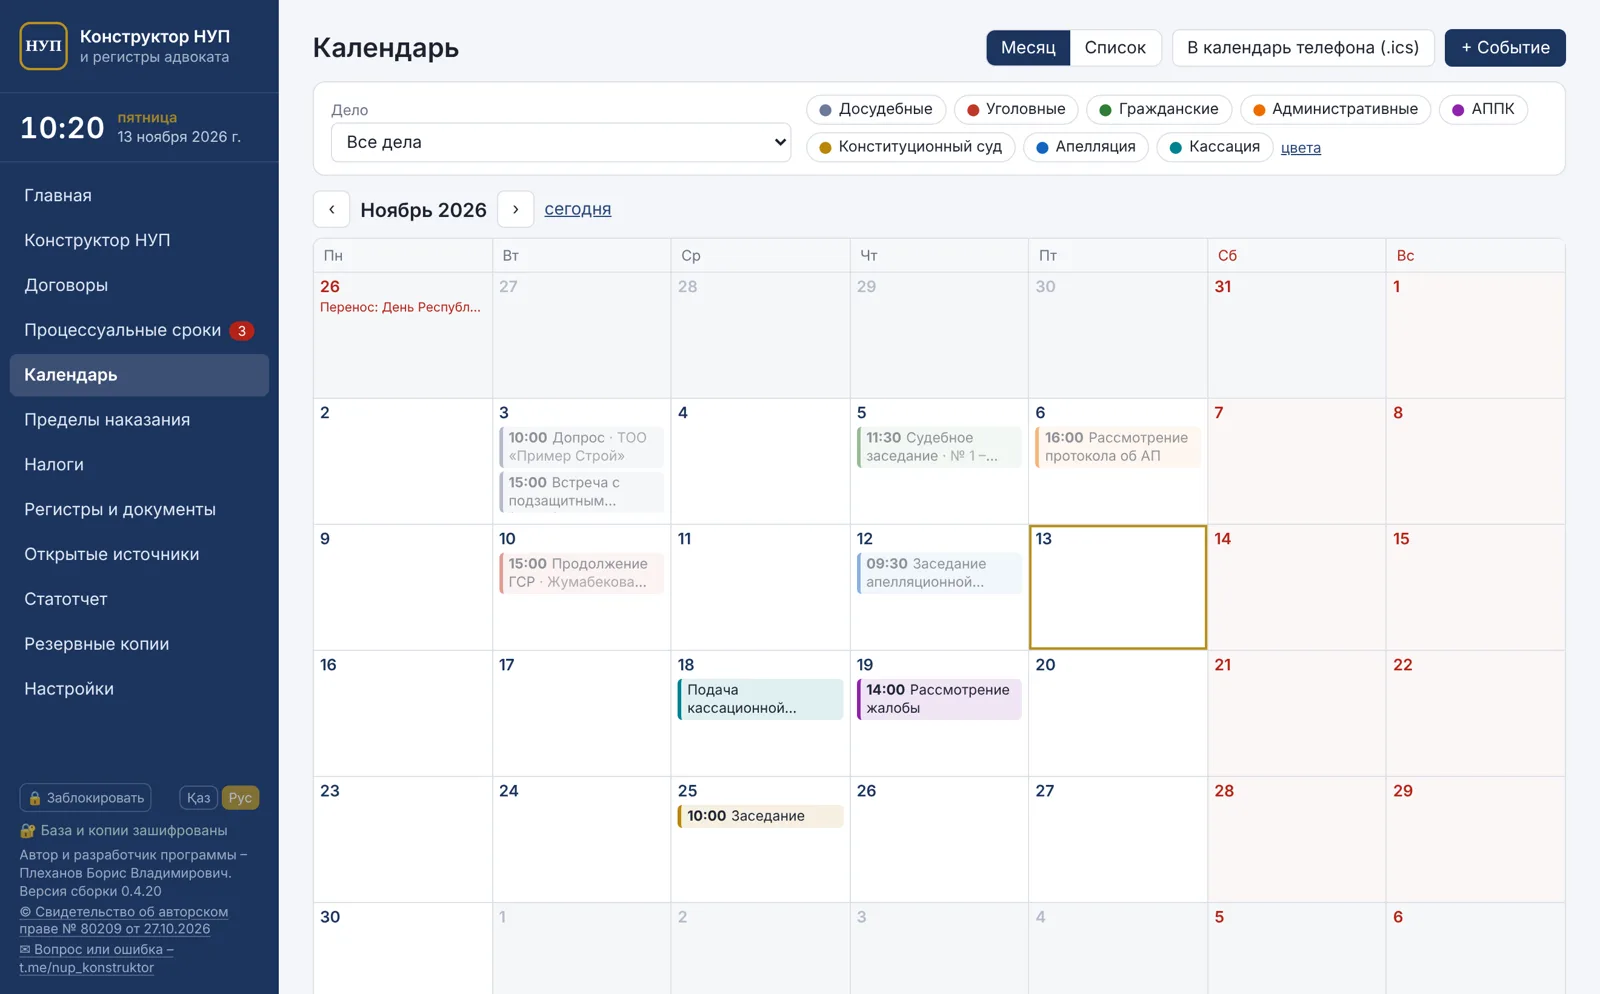 НУП
Конструктор НУП
и регистры адвоката
10:20
пятница
13 ноября 2026 г.
Главная
Конструктор НУП
Договоры
Процессуальные сроки 3
Календарь
Пределы наказания
Налоги
Регистры и документы
Открытые источники
Статотчет
Резервные копии
Настройки
Заблокировать
Қаз Рус
База и копии зашифрованы
Автор и разработчик программы –
Плеханов Борис Владимирович.
Версия сборки 0.4.20
© Свидетельство об авторском
праве № 80209 от 27.10.2026
✉ Вопрос или ошибка –
t.me/nup_konstruktor
Календарь
Месяц Список В календарь телефона (.ics) + Событие
Дело
Все дела
Досудебные Уголовные Гражданские Административные АППК
Конституционный суд Апелляция Кассация цвета
‹ Ноябрь 2026 › сегодня
Пн Вт Ср Чт Пт Сб Вс
26 27 28 29 30 31 1
Перенос: День Республ...
2 3 4 5 6 7 8
10:00 Допрос · ТОО
«Пример Строй»
15:00 Встреча с
подзащитным...
11:30 Судебное
заседание · № 1 –...
16:00 Рассмотрение
протокола об АП
9 10 11 12 13 14 15
15:00 Продолжение
ГСР · Жумабекова...
09:30 Заседание
апелляционной...
16 17 18 19 20 21 22
Подача
кассационной...
14:00 Рассмотрение
жалобы
23 24 25 26 27 28 29
10:00 Заседание
30 1 2 3 4 5 6